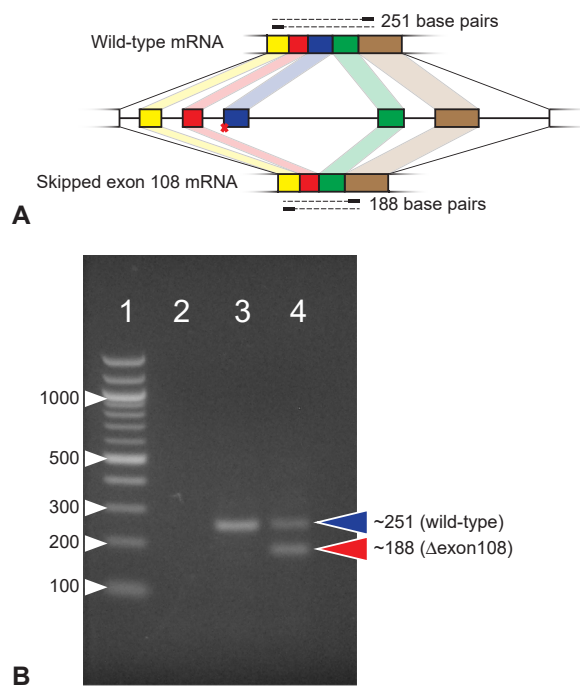 251 base pairs
Wild-type mRNA
Skipped exon 108 mRNA
188 base pairs
A
1 2 3 4
1000
500
300
~251 (wild-type)
200
~188 (Δexon108)
100
B